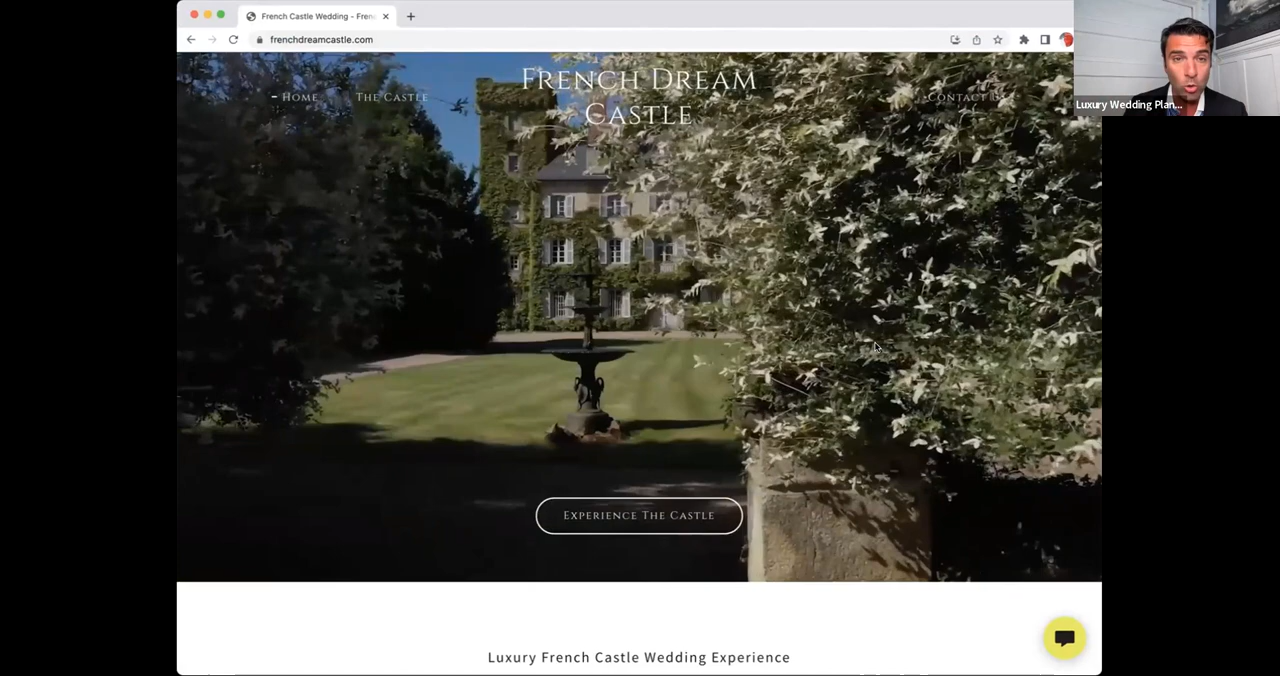 French Castle Wedding - Fren
frenchdreamcastle.com
Luxury Wedding Plan...
Home
The Castle
French Dream
Castle
Contact
Experience The Castle
Luxury French Castle Wedding Experience